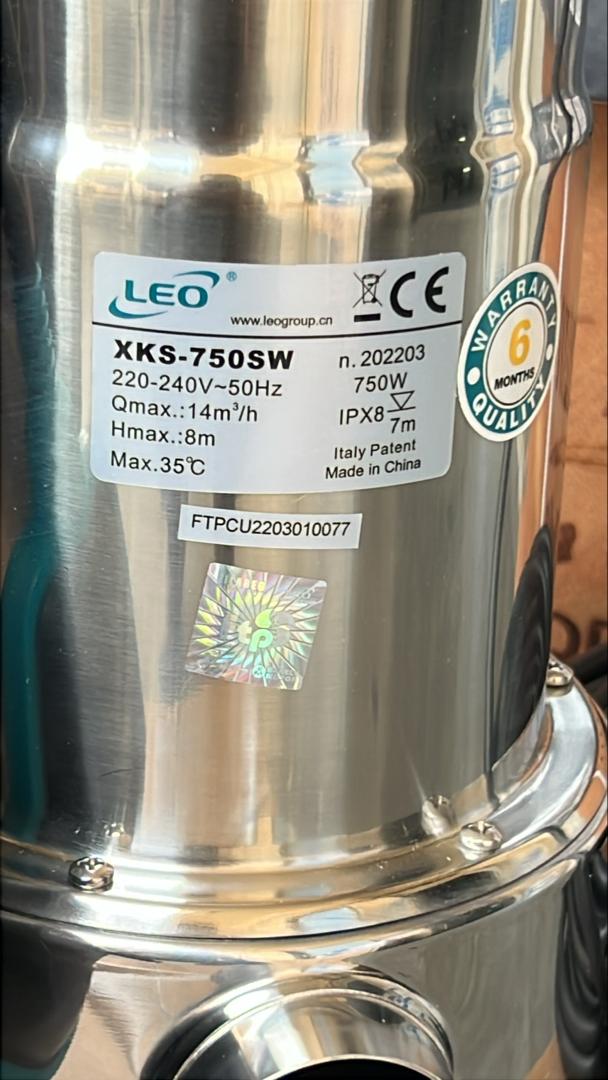 LEO®
www.leogroup.cn
CE
XKS-750SW
n. 202203
220-240V~50Hz
750W
Qmax.:14m³/h
IPX8
7m
Hmax.:8m
Max.35℃
Italy Patent
Made in China
WARRANTY
6
MONTHS
QUALITY
FTPCU2203010077